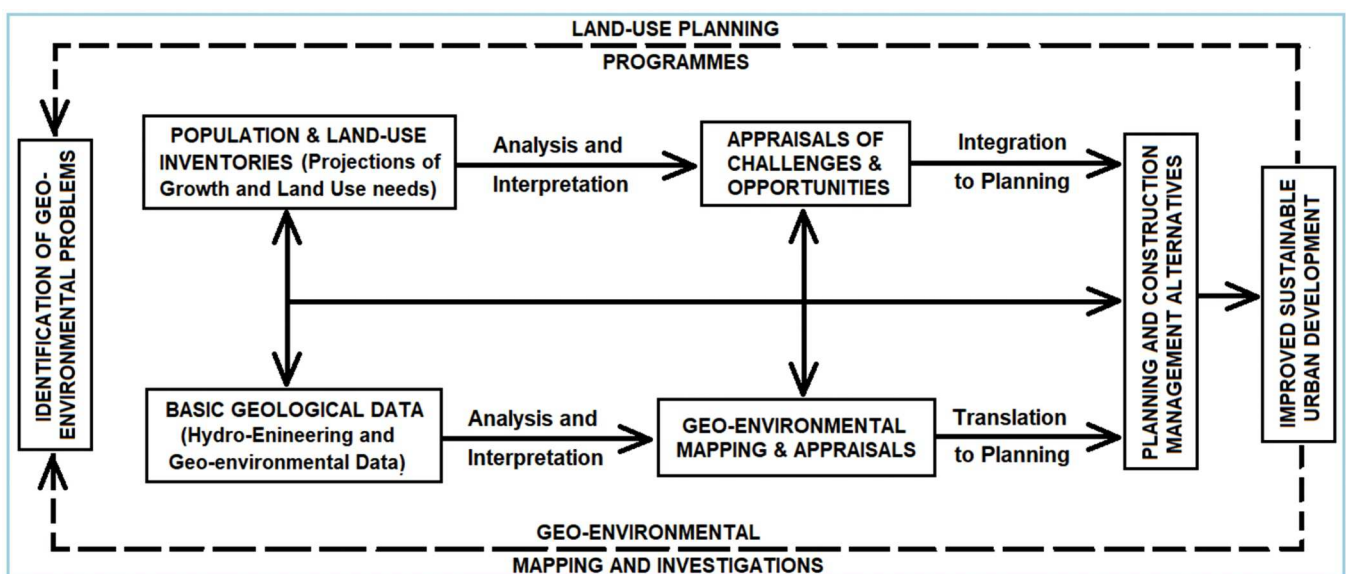 LAND-USE PLANNING
PROGRAMMES
IDENTIFICATION OF GEO-
ENVIRONMENTAL PROBLEMS
POPULATION & LAND-USE
INVENTORIES (Projections of
Growth and Land Use needs)
Analysis and
Interpretation
APPRAISALS OF
CHALLENGES &
OPPORTUNITIES
Integration
to Planning
BASIC GEOLOGICAL DATA
(Hydro-Enineering and
Geo-environmental Data)
Analysis and
Interpretation
GEO-ENVIRONMENTAL
MAPPING & APPRAISALS
Translation
to Planning
PLANNING AND CONSTRUCTION
MANAGEMENT ALTERNATIVES
IMPROVED SUSTAINABLE
URBAN DEVELOPMENT
GEO-ENVIRONMENTAL
MAPPING AND INVESTIGATIONS